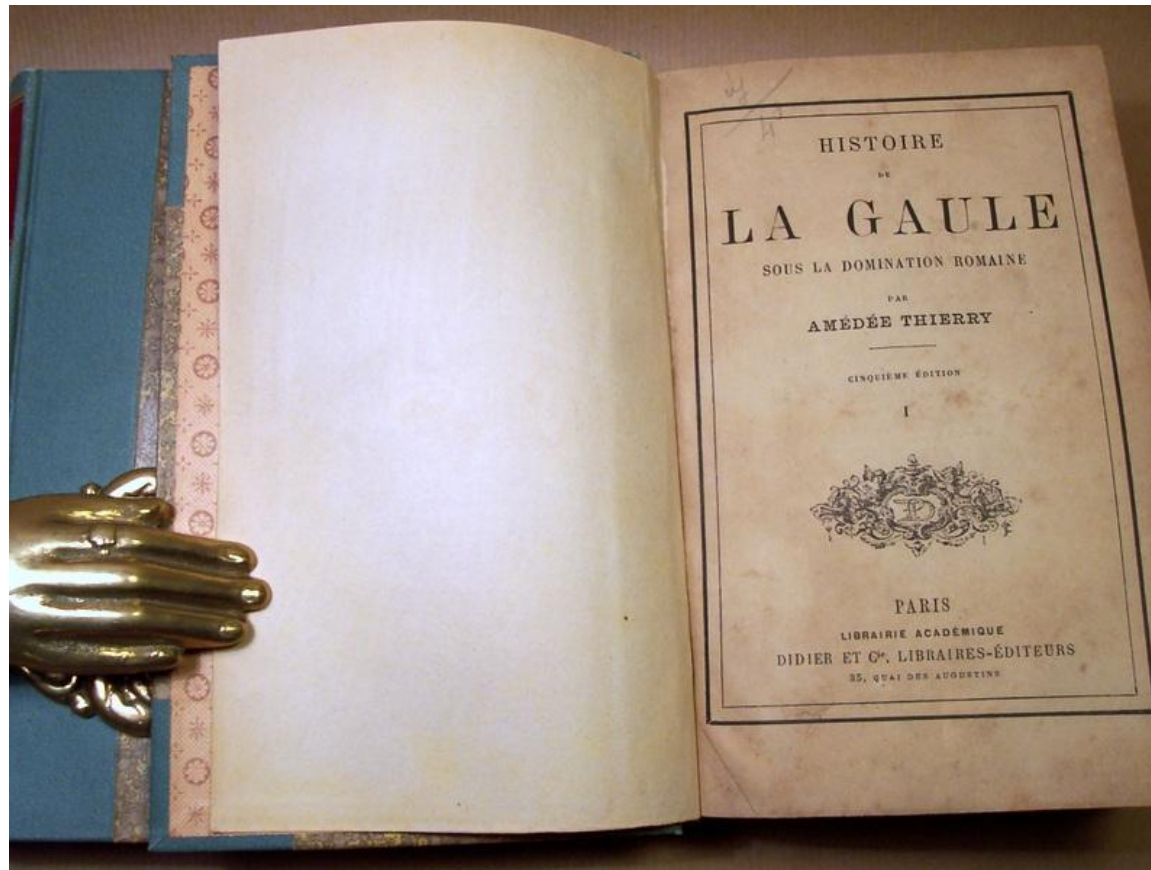 HISTOIRE
DE
LA GAULE
SOUS LA DOMINATION ROMAINE
PAR
AMÉDÉE THIERRY
CINQUIÈME ÉDITION
I
PARIS
LIBRAIRIE ACADÉMIQUE
DIDIER ET Cie, LIBRAIRES-ÉDITEURS
35, QUAI DES AUGUSTINS